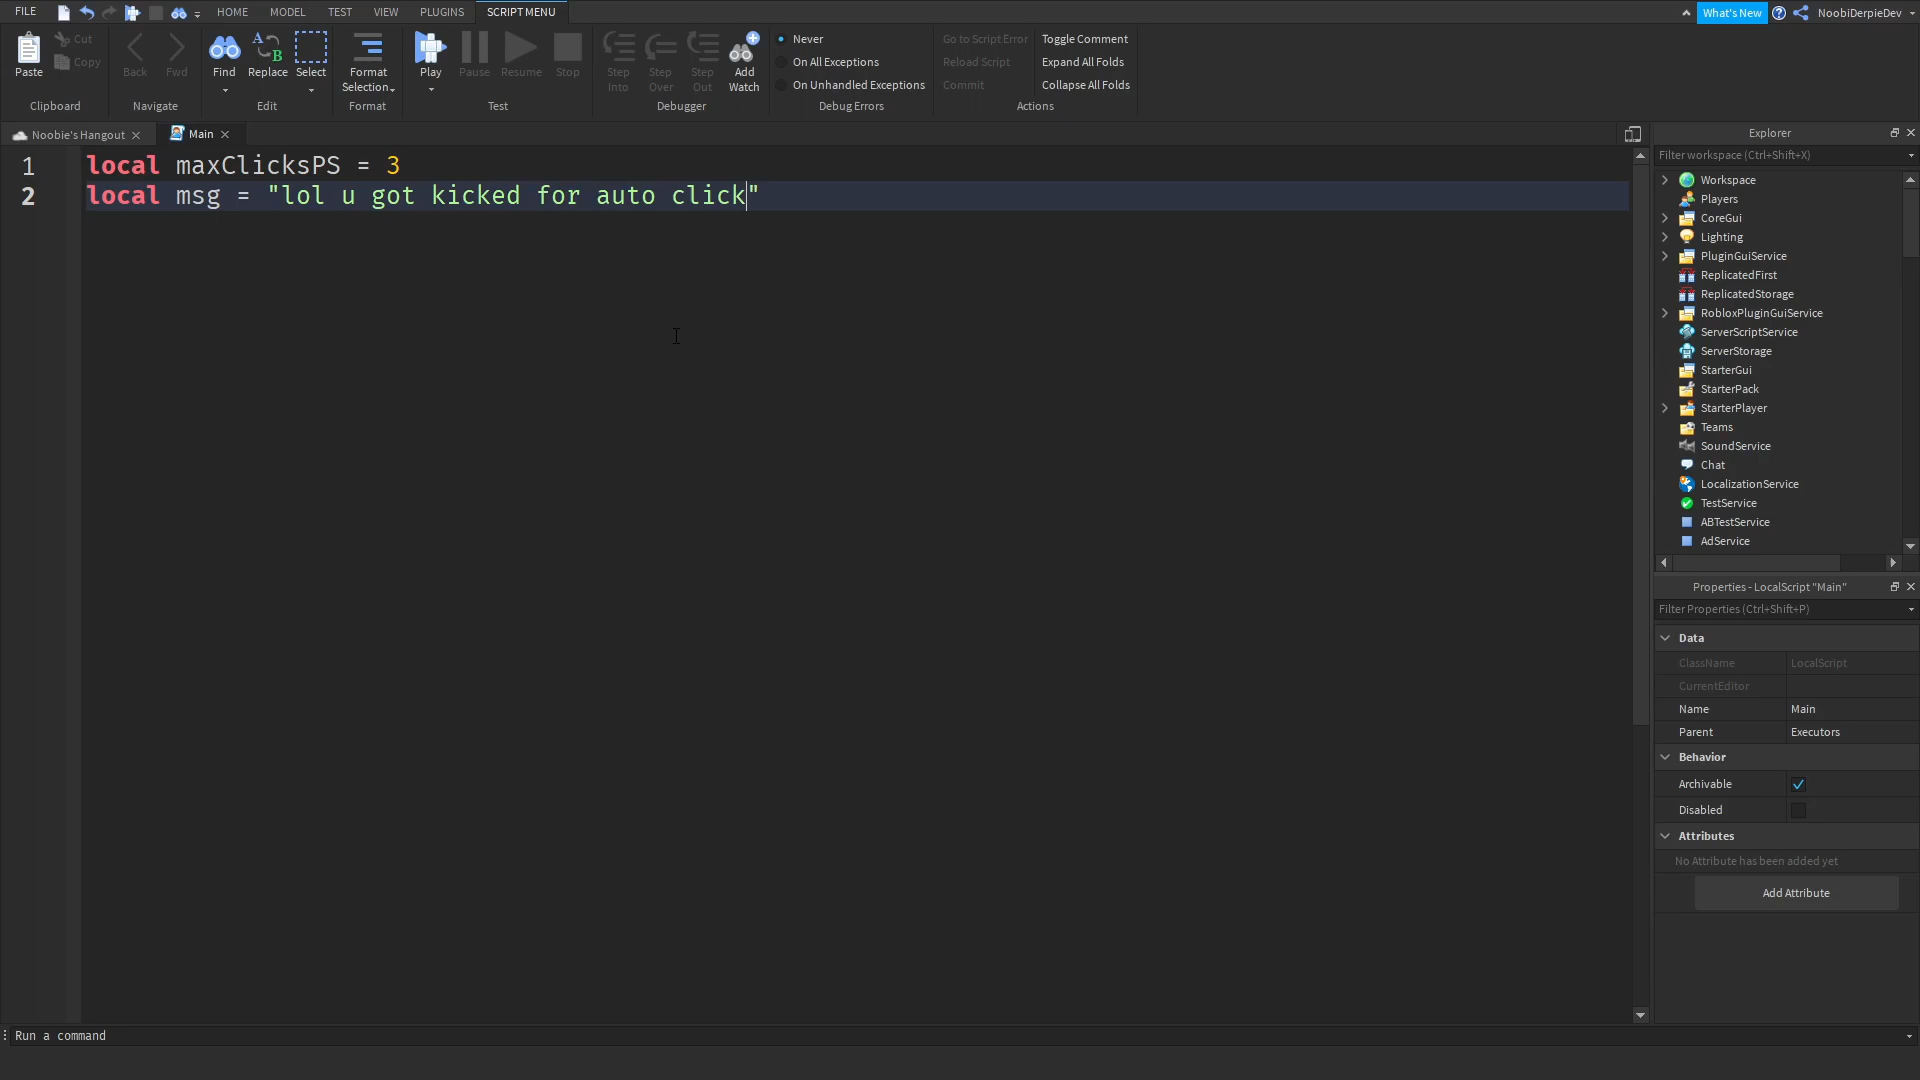 FILE HOME MODEL TEST VIEW PLUGINS SCRIPT MENU What's New NoobiDerpieDev
Paste Cut Copy
Clipboard
Back Fwd
Navigate
Find Replace Select
Edit
Format Selection
Format
Play Pause Resume Stop
Test
Step Into Step Over Step Out Add Watch
Debugger
Never
On All Exceptions
On Unhandled Exceptions
Debug Errors
Go to Script Error Toggle Comment
Reload Script Expand All Folds
Commit Collapse All Folds
Actions
Noobie's Hangout Main
1 local maxClicksPS = 3
2 local msg = "lol u got kicked for auto click"
Explorer
Filter workspace (Ctrl+Shift+X)
Workspace
Players
CoreGui
Lighting
PluginGuiService
ReplicatedFirst
ReplicatedStorage
RobloxPluginGuiService
ServerScriptService
ServerStorage
StarterGui
StarterPack
StarterPlayer
Teams
SoundService
Chat
LocalizationService
TestService
ABTestService
AdService
Properties - LocalScript "Main"
Filter Properties (Ctrl+Shift+P)
Data
ClassName LocalScript
CurrentEditor
Name Main
Parent Executors
Behavior
Archivable
Disabled
Attributes
No Attribute has been added yet
Add Attribute
Run a command